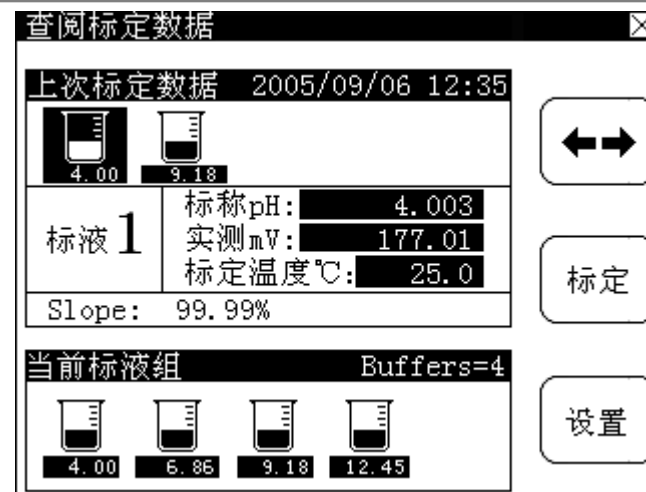 查阅标定数据
上次标定数据 2005/09/06 12:35
4.00 9.18
标液1
标称pH: 4.003
实测mV: 177.01
标定温度℃: 25.0
Slope: 99.99%
当前标液组 Buffers=4
4.00 6.86 9.18 12.45
标定
设置